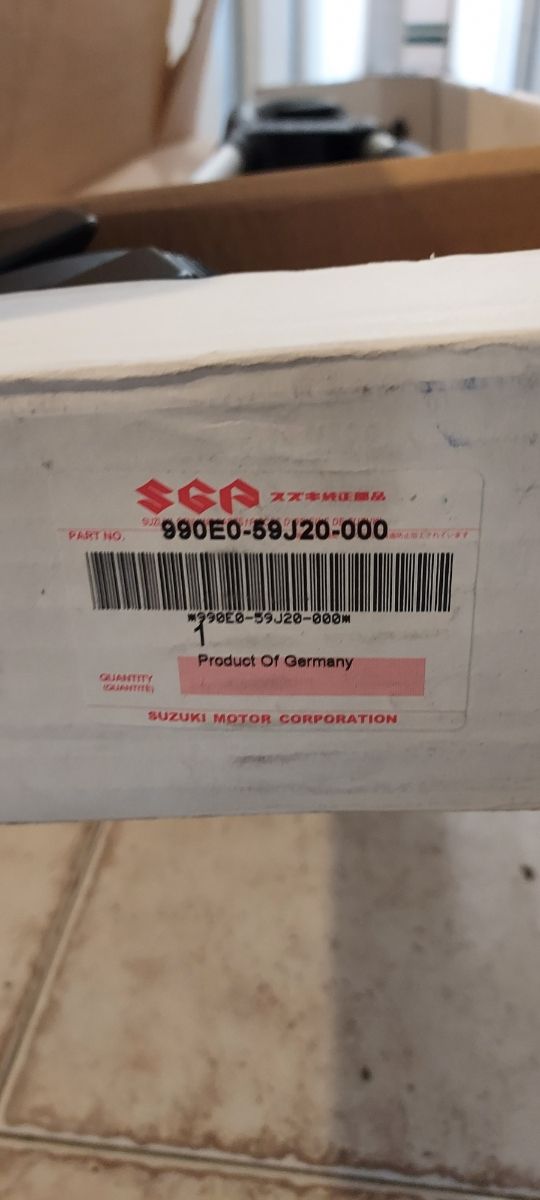 SGP スズキ純正部品
PART NO. 990E0-59J20-000
*990E0-59J20-000*
1
Product Of Germany
QUANTITY
(QUANTITÉ)
SUZUKI MOTOR CORPORATION